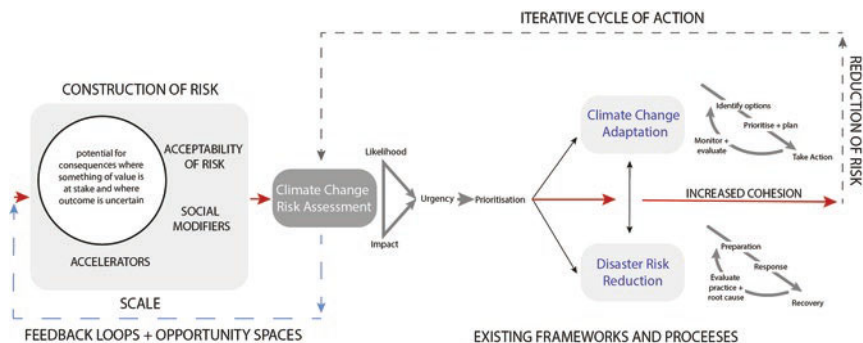 ITERATIVE CYCLE OF ACTION
CONSTRUCTION OF RISK
potential for
consequences where
something of value is
at stake and where
outcome is uncertain
ACCEPTABILITY
OF RISK
SOCIAL
MODIFIERS
ACCELERATORS
SCALE
FEEDBACK LOOPS + OPPORTUNITY SPACES
Climate Change
Risk Assessment
Likelihood
Impact
Urgency
Prioritisation
Climate Change
Adaptation
Disaster Risk
Reduction
Identify options
Prioritise + plan
Take Action
Monitor +
evaluate
INCREASED COHESION
Preparation
Response
Recovery
Evaluate
practice +
root cause
REDUCTION OF RISK
EXISTING FRAMEWORKS AND PROCEESES